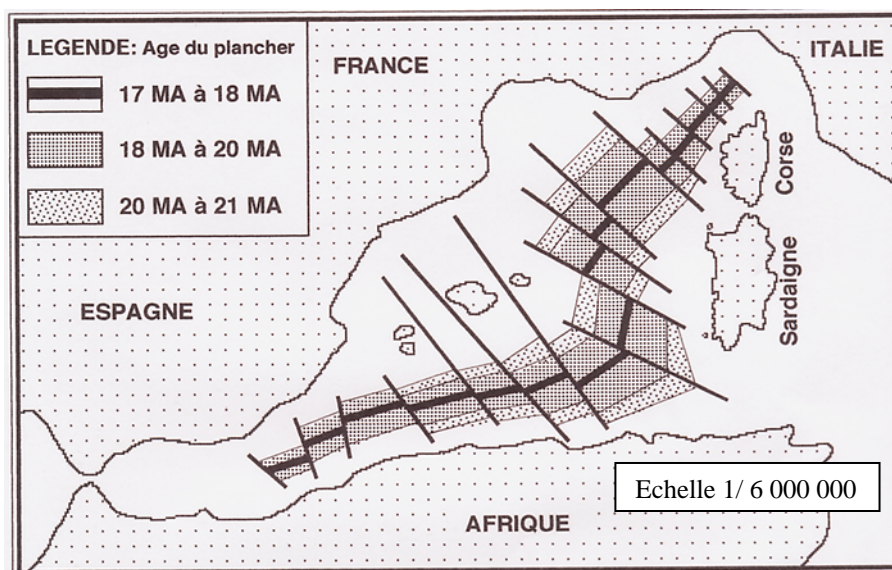 LEGENDE: Age du plancher
17 MA à 18 MA
18 MA à 20 MA
20 MA à 21 MA
FRANCE
ITALIE
Corse
Sardaigne
ESPAGNE
Echelle 1/ 6 000 000
AFRIQUE